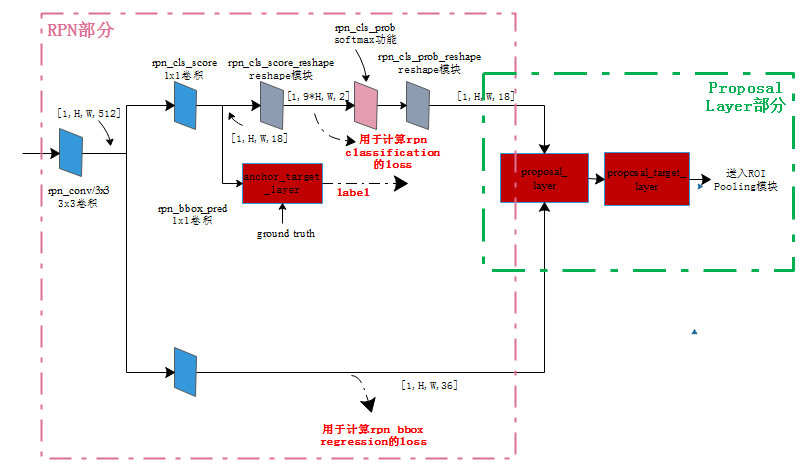 RPN部分
rpn_cls_score
1x1卷积
rpn_cls_score_reshape
reshape模块
rpn_cls_prob
softmax功能
rpn_cls_prob_reshape
reshape模块
Proposal
Layer部分
[1,H,W,512]
[1,9*H,W,2]
[1,H,W,18]
[1,H,W,18]
用于计算rpn
classification
的loss
rpn_conv/3x3
3x3卷积
anchor_target
_layer
label
rpn_bbox_pred
1x1卷积
ground truth
proposal_
layer
proposal_target_
layer
送入ROI
Pooling模块
[1,H,W,36]
用于计算rpn bbox
regression的loss